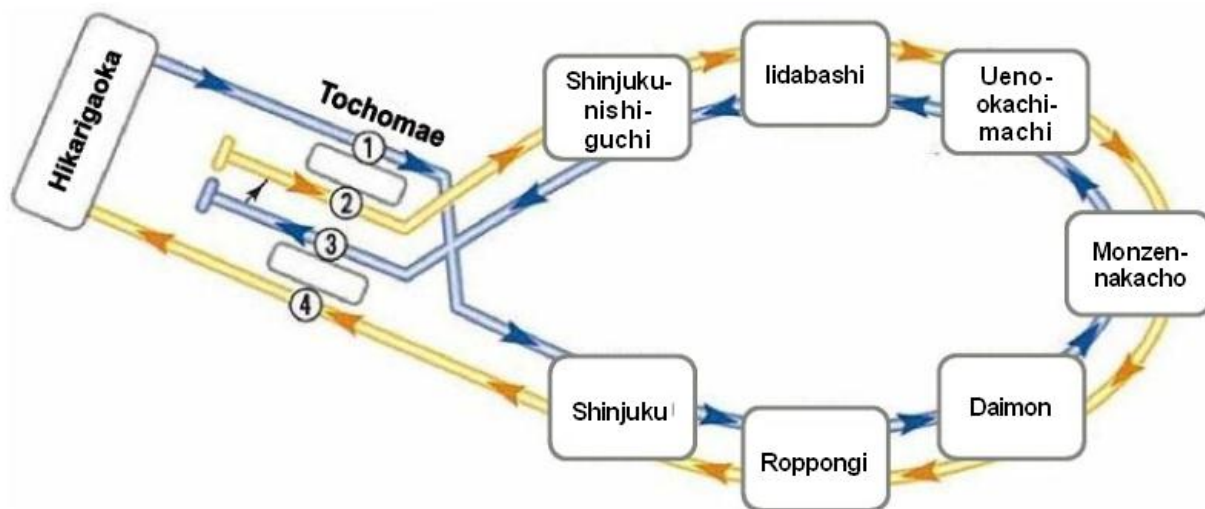 Hikarigaoka
Tochomae
1
2
3
4
Shinjuku-
nishi-
guchi
Iidabashi
Ueno-
okachi-
machi
Monzen-
nakacho
Daimon
Roppongi
Shinjuku